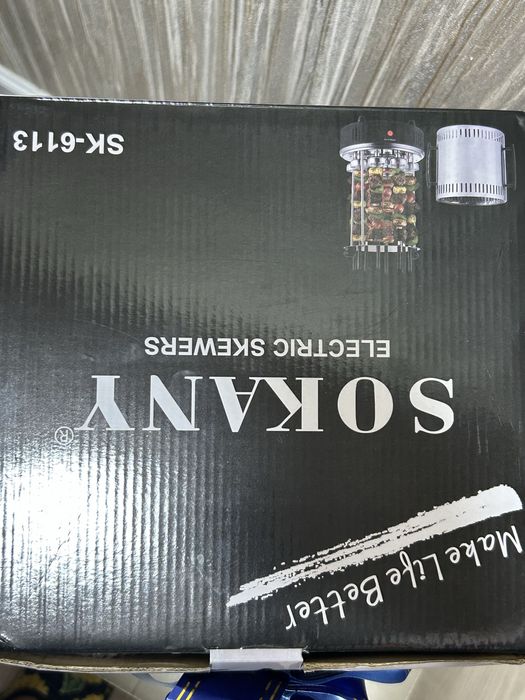 Make Life Better
SOKANY®
ELECTRIC SKEWERS
SK-6113